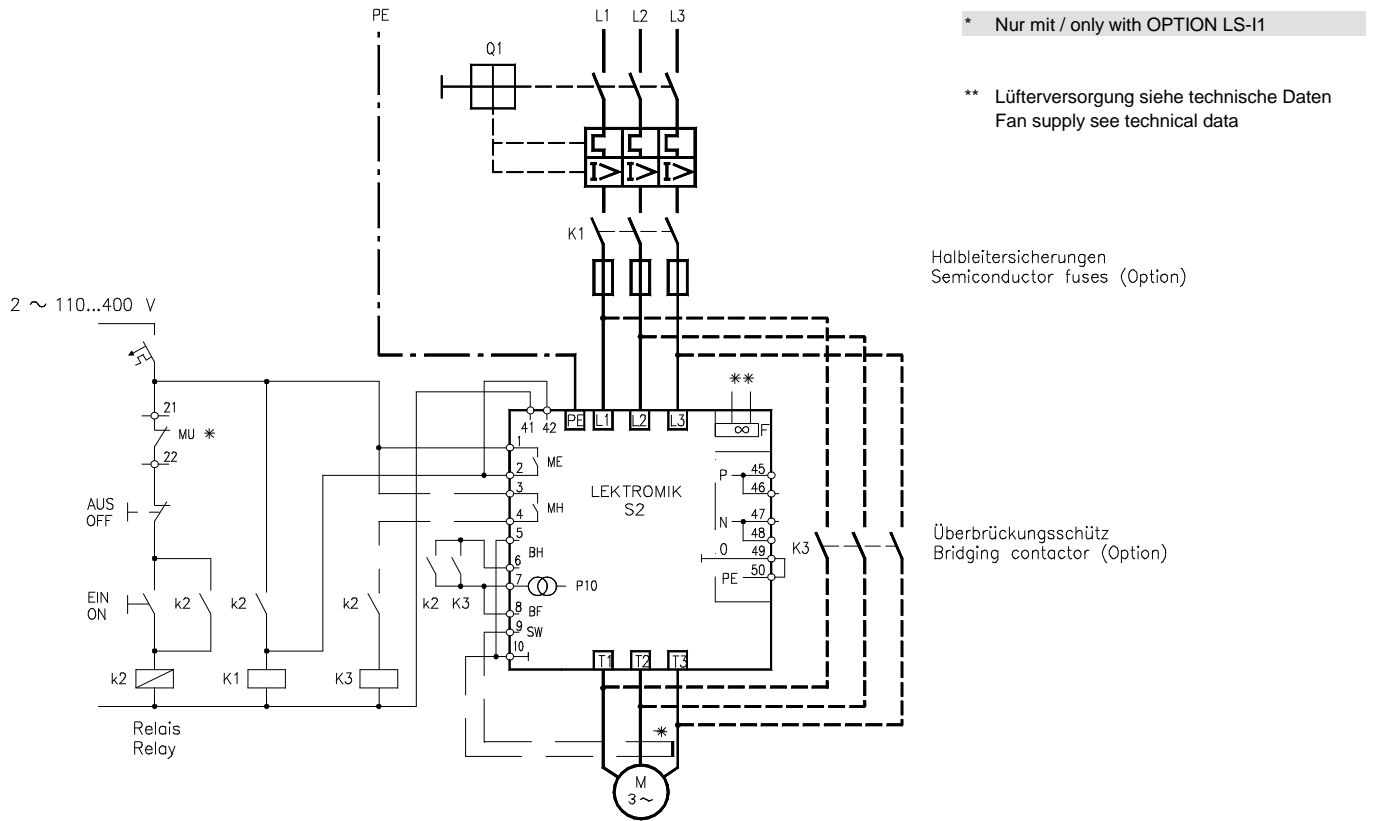 PE
L1 L2 L3
* Nur mit / only with OPTION LS-I1
Q1
** Lüfterversorgung siehe technische Daten
Fan supply see technical data
I> I> I>
K1
Halbleitersicherungen
Semiconductor fuses (Option)
2 ~ 110...400 V
**
41 42 PE L1 L2 L3
∞ F
21
MU *
22
1
ME
2
3
MH
4
5
BH
6
7
P10
8 BF
9 SW
10
LEKTROMIK
S2
P 45
46
N 47
48
0 49
PE 50
AUS
OFF
EIN
ON
k2 k2 k2 k2 K3
K3
Überbrückungsschütz
Bridging contactor (Option)
T1 T2 T3
k2 K1 K3
Relais
Relay
*
M
3~